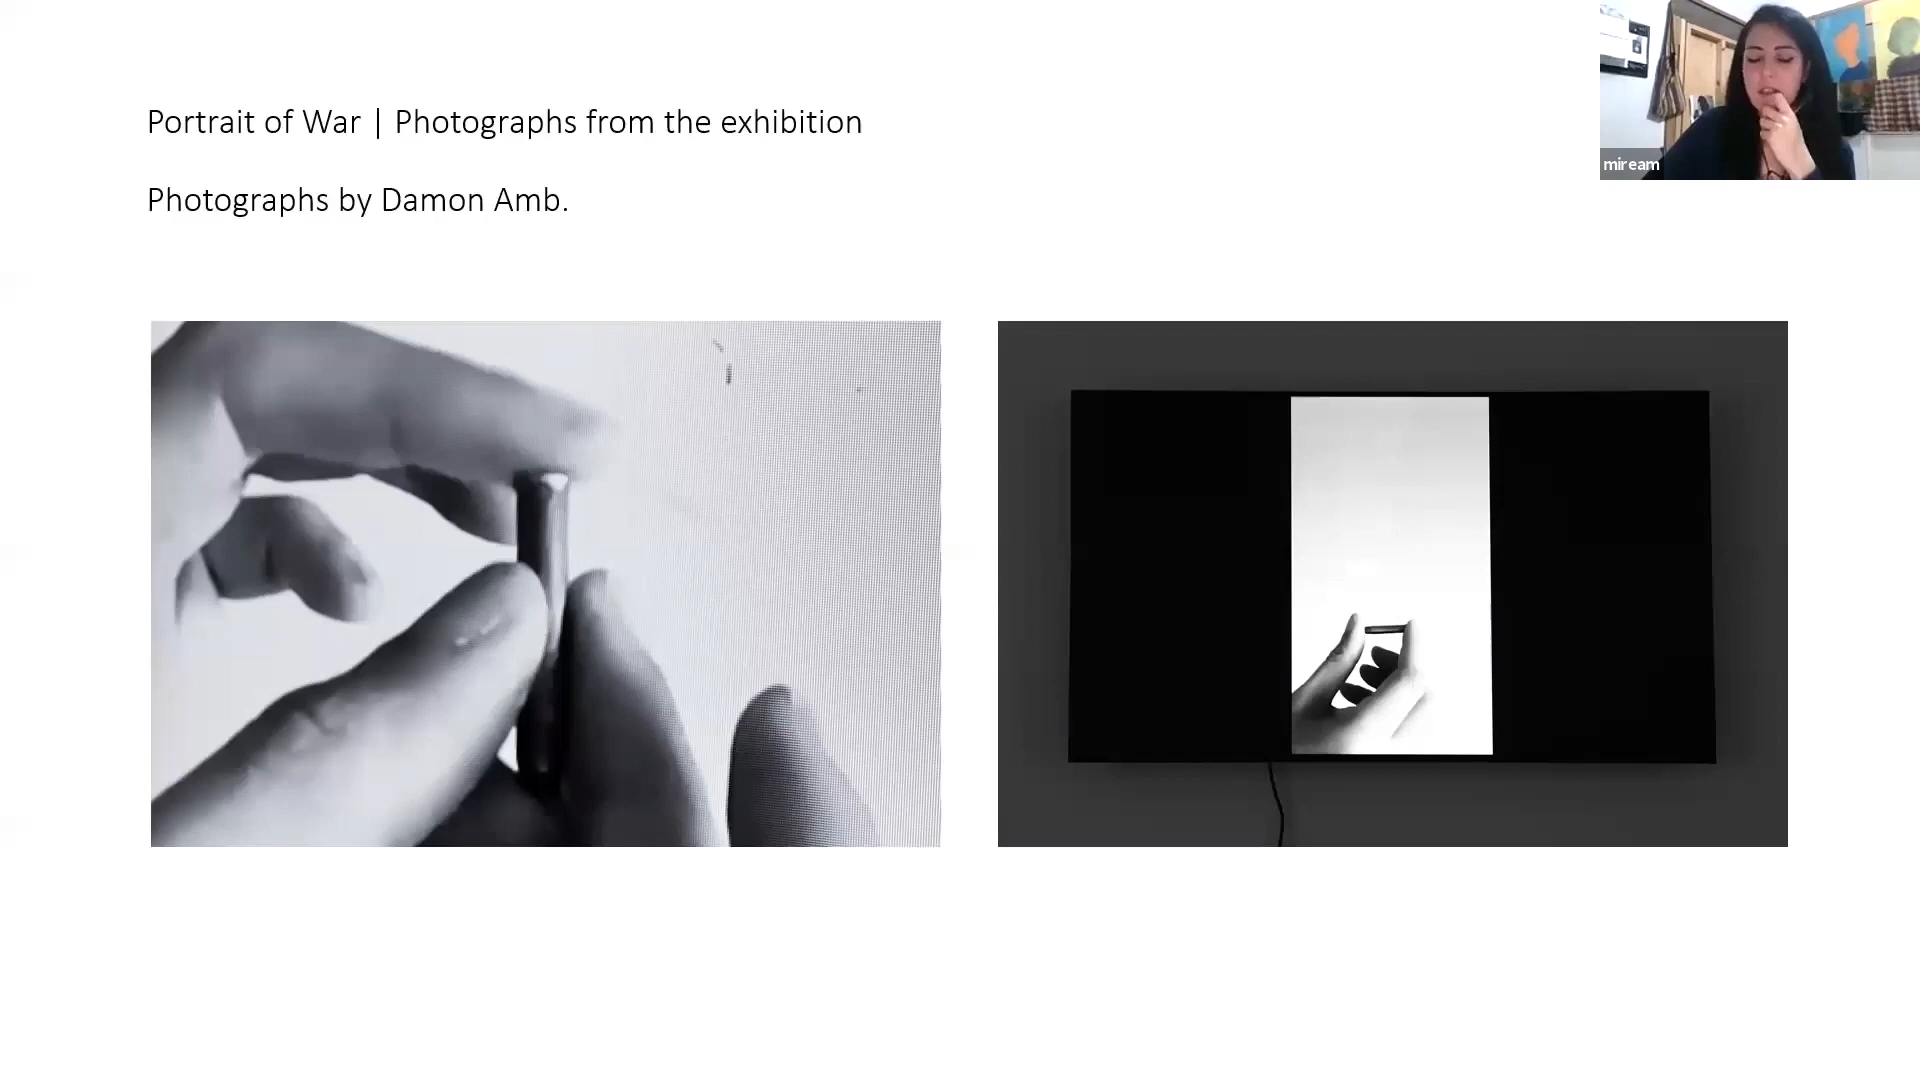 Portrait of War | Photographs from the exhibition
Photographs by Damon Amb.
miream